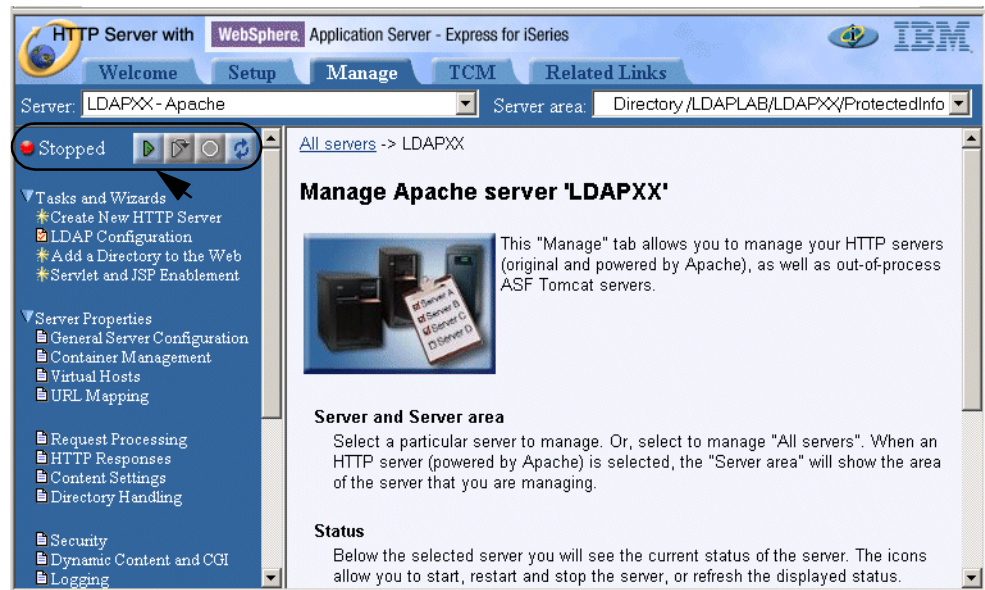 HTTP Server with WebSphere. Application Server - Express for iSeries
IBM
Welcome Setup Manage TCM Related Links
Server: LDAPXX - Apache Server area: Directory /LDAPLAB/LDAPXX/ProtectedInfo
Stopped
All servers -> LDAPXX
Manage Apache server 'LDAPXX'
Tasks and Wizards
Create New HTTP Server
LDAP Configuration
Add a Directory to the Web
Servlet and JSP Enablement
Server Properties
General Server Configuration
Container Management
Virtual Hosts
URL Mapping
Request Processing
HTTP Responses
Content Settings
Directory Handling
Security
Dynamic Content and CGI
Logging
This "Manage" tab allows you to manage your HTTP servers
(original and powered by Apache), as well as out-of-process
ASF Tomcat servers.
Server A
Server B
Server C
Server D
Server and Server area
Select a particular server to manage. Or, select to manage "All servers". When an
HTTP server (powered by Apache) is selected, the "Server area" will show the area
of the server that you are managing.
Status
Below the selected server you will see the current status of the server. The icons
allow you to start, restart and stop the server, or refresh the displayed status.